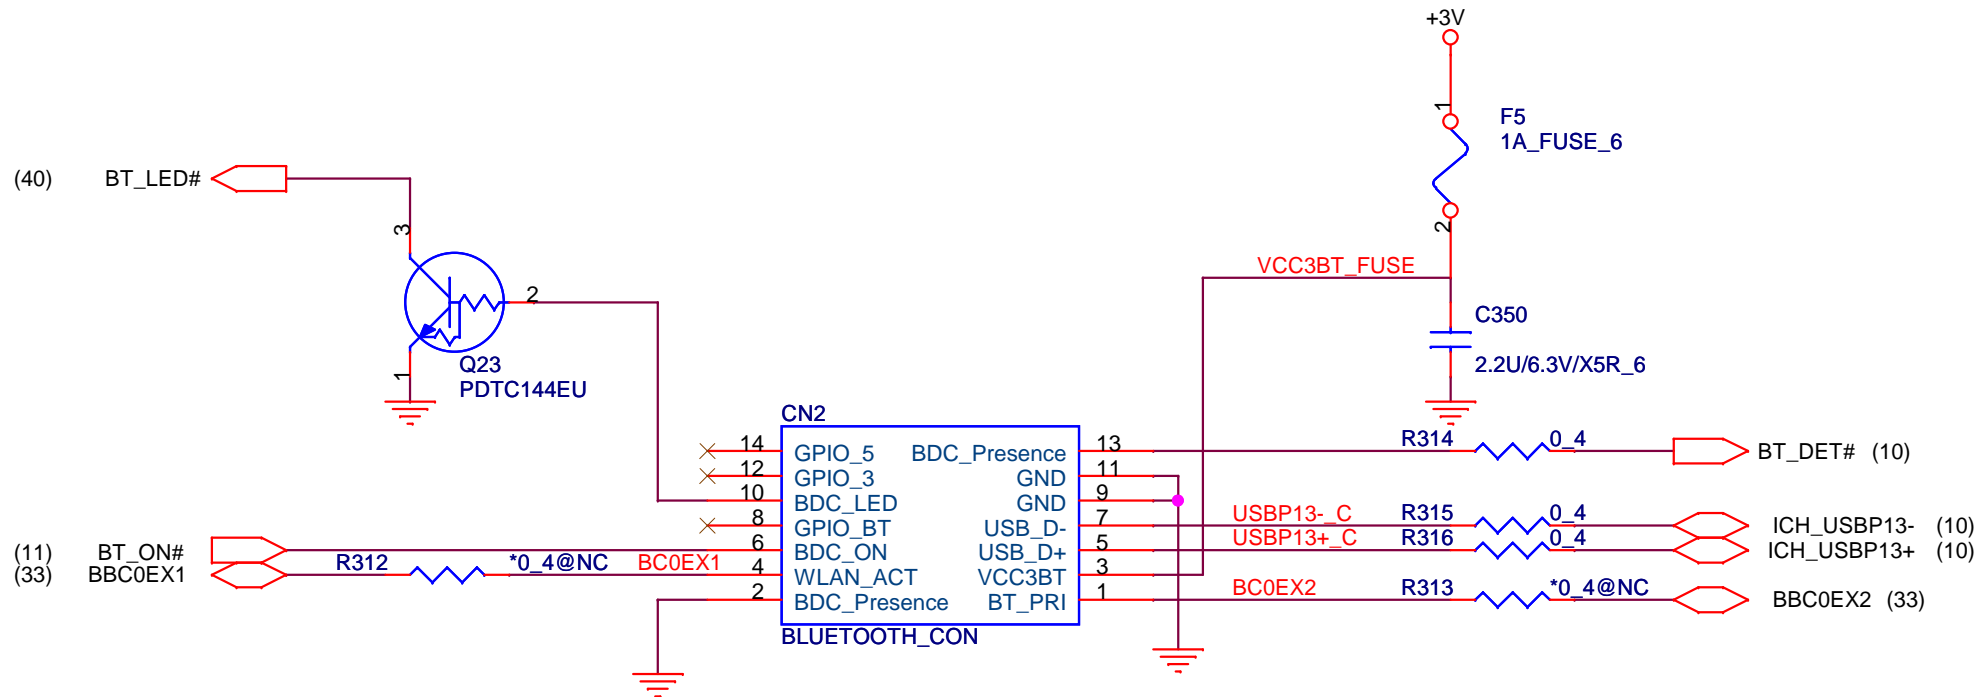 +3V
1
F5
1A_FUSE_6
(40) BT_LED#
3
2
VCC3BT_FUSE
2
C350
1
Q23
PDTC144EU
2.2U/6.3V/X5R_6
CN2
14 GPIO_5 BDC_Presence 13 R314 0_4 BT_DET# (10)
12 GPIO_3 GND 11
10 BDC_LED GND 9
8 GPIO_BT USB_D- 7 USBP13-_C R315 0_4 ICH_USBP13- (10)
(11) BT_ON# 6 BDC_ON USB_D+ 5 USBP13+_C R316 0_4 ICH_USBP13+ (10)
(33) BBC0EX1 R312 *0_4@NC BC0EX1 4 WLAN_ACT VCC3BT 3
2 BDC_Presence BT_PRI 1 BC0EX2 R313 *0_4@NC BBC0EX2 (33)
BLUETOOTH_CON